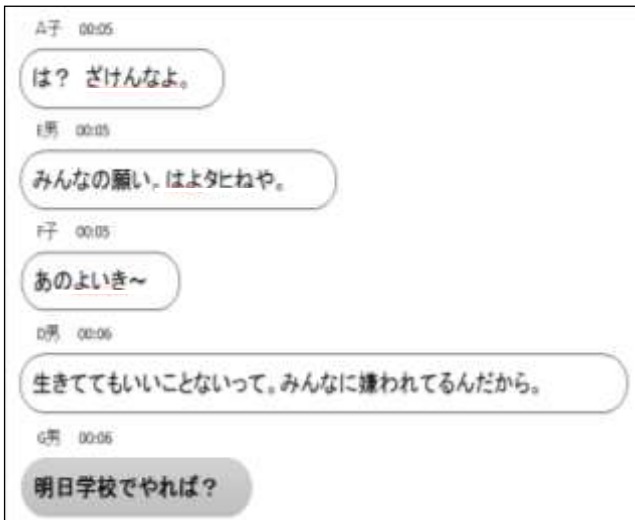 A子 00:05
は? ざけんなよ。
E男 00:05
みんなの願い。はよタヒねや。
F子 00:05
あのよいき~
D男 00:06
生きててもいいことないって。みんなに嫌われてるんだから。
G男 00:06
明日学校でやれば?